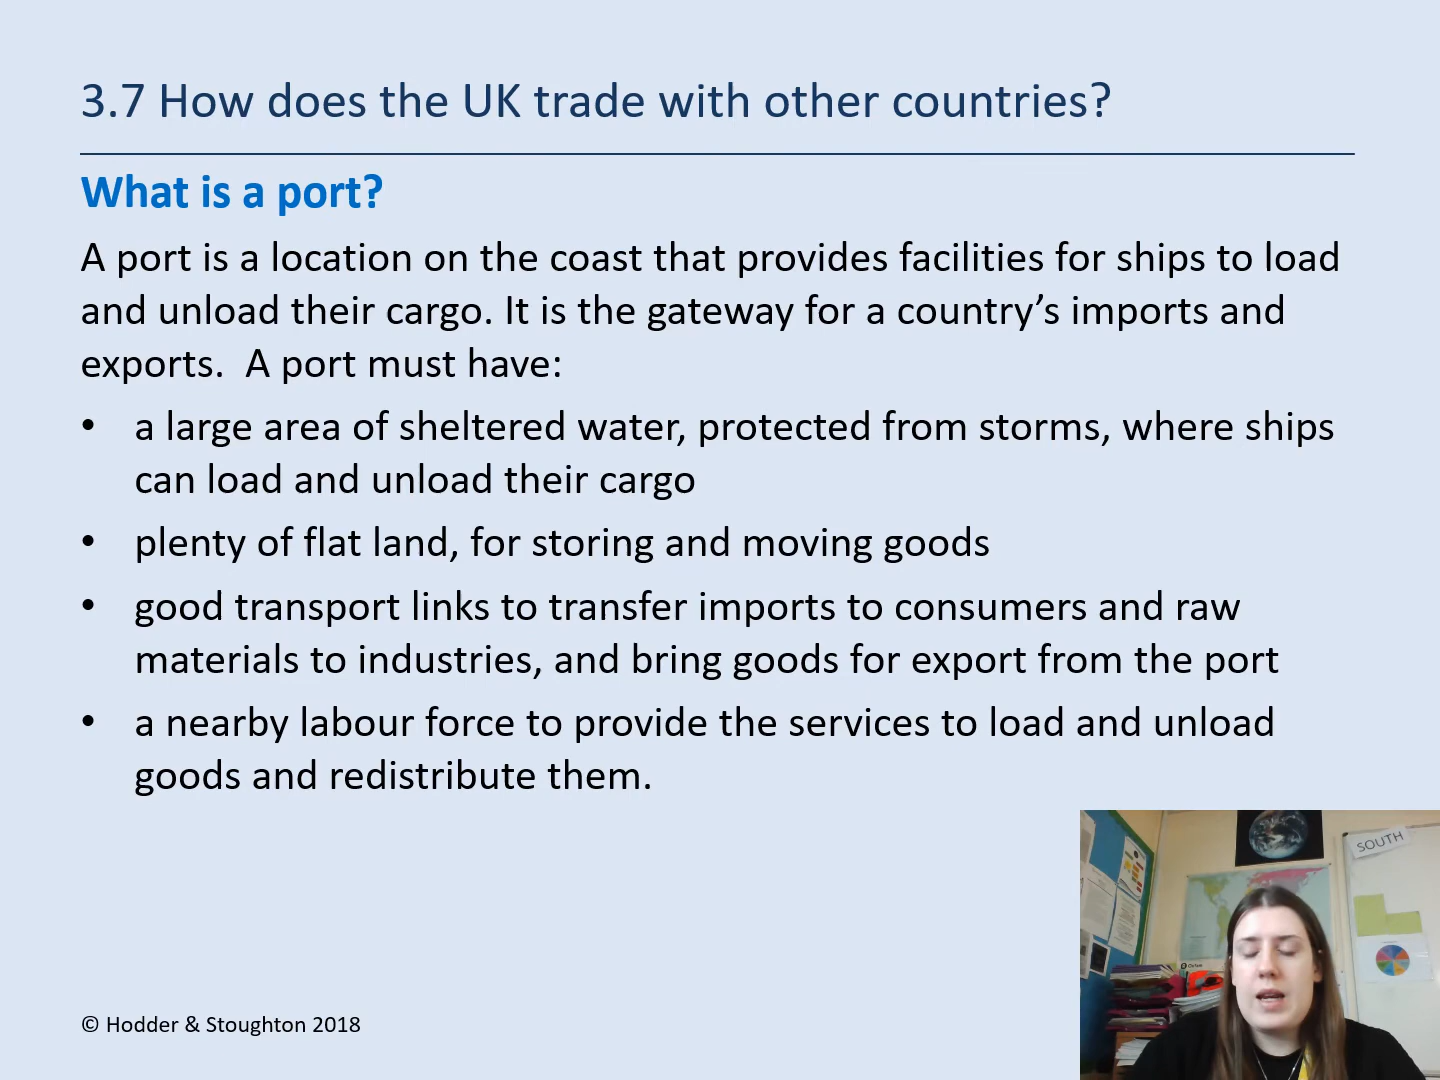 3.7 How does the UK trade with other countries?
What is a port?
A port is a location on the coast that provides facilities for ships to load
and unload their cargo. It is the gateway for a country’s imports and
exports.  A port must have:
• a large area of sheltered water, protected from storms, where ships
can load and unload their cargo
• plenty of flat land, for storing and moving goods
• good transport links to transfer imports to consumers and raw
materials to industries, and bring goods for export from the port
• a nearby labour force to provide the services to load and unload
goods and redistribute them.
SOUTH
© Hodder & Stoughton 2018